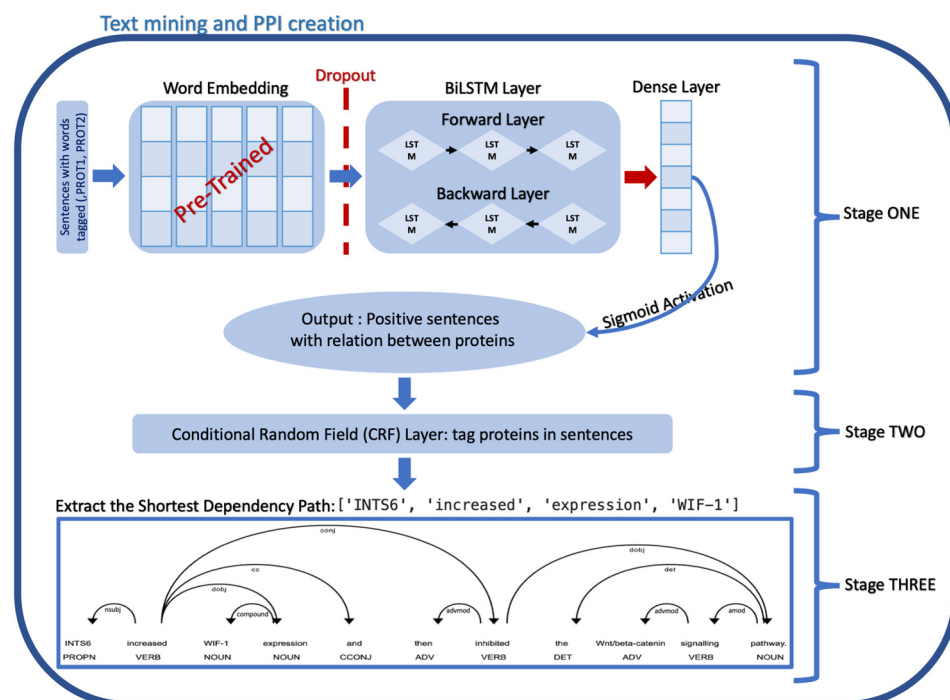 Text mining and PPI creation
Word Embedding
Dropout
BiLSTM Layer
Dense Layer
Sentences with words
tagged (,PROT1, PROT2)
Pre-Trained
Forward Layer
LST
M
LST
M
LST
M
Backward Layer
LST
M
LST
M
LST
M
Stage ONE
Sigmoid Activation
Output : Positive sentences
with relation between proteins
Conditional Random Field (CRF) Layer: tag proteins in sentences
Stage TWO
Extract the Shortest Dependency Path: ['INTS6', 'increased', 'expression', 'WIF-1']
conj
dobj
cc
det
dobj
nsubj
compound
advmod
advmod
amod
INTS6 increased WIF-1 expression and then inhibited the Wnt/beta-catenin signalling pathway.
PROPN VERB NOUN NOUN CCONJ ADV VERB DET ADV VERB NOUN
Stage THREE